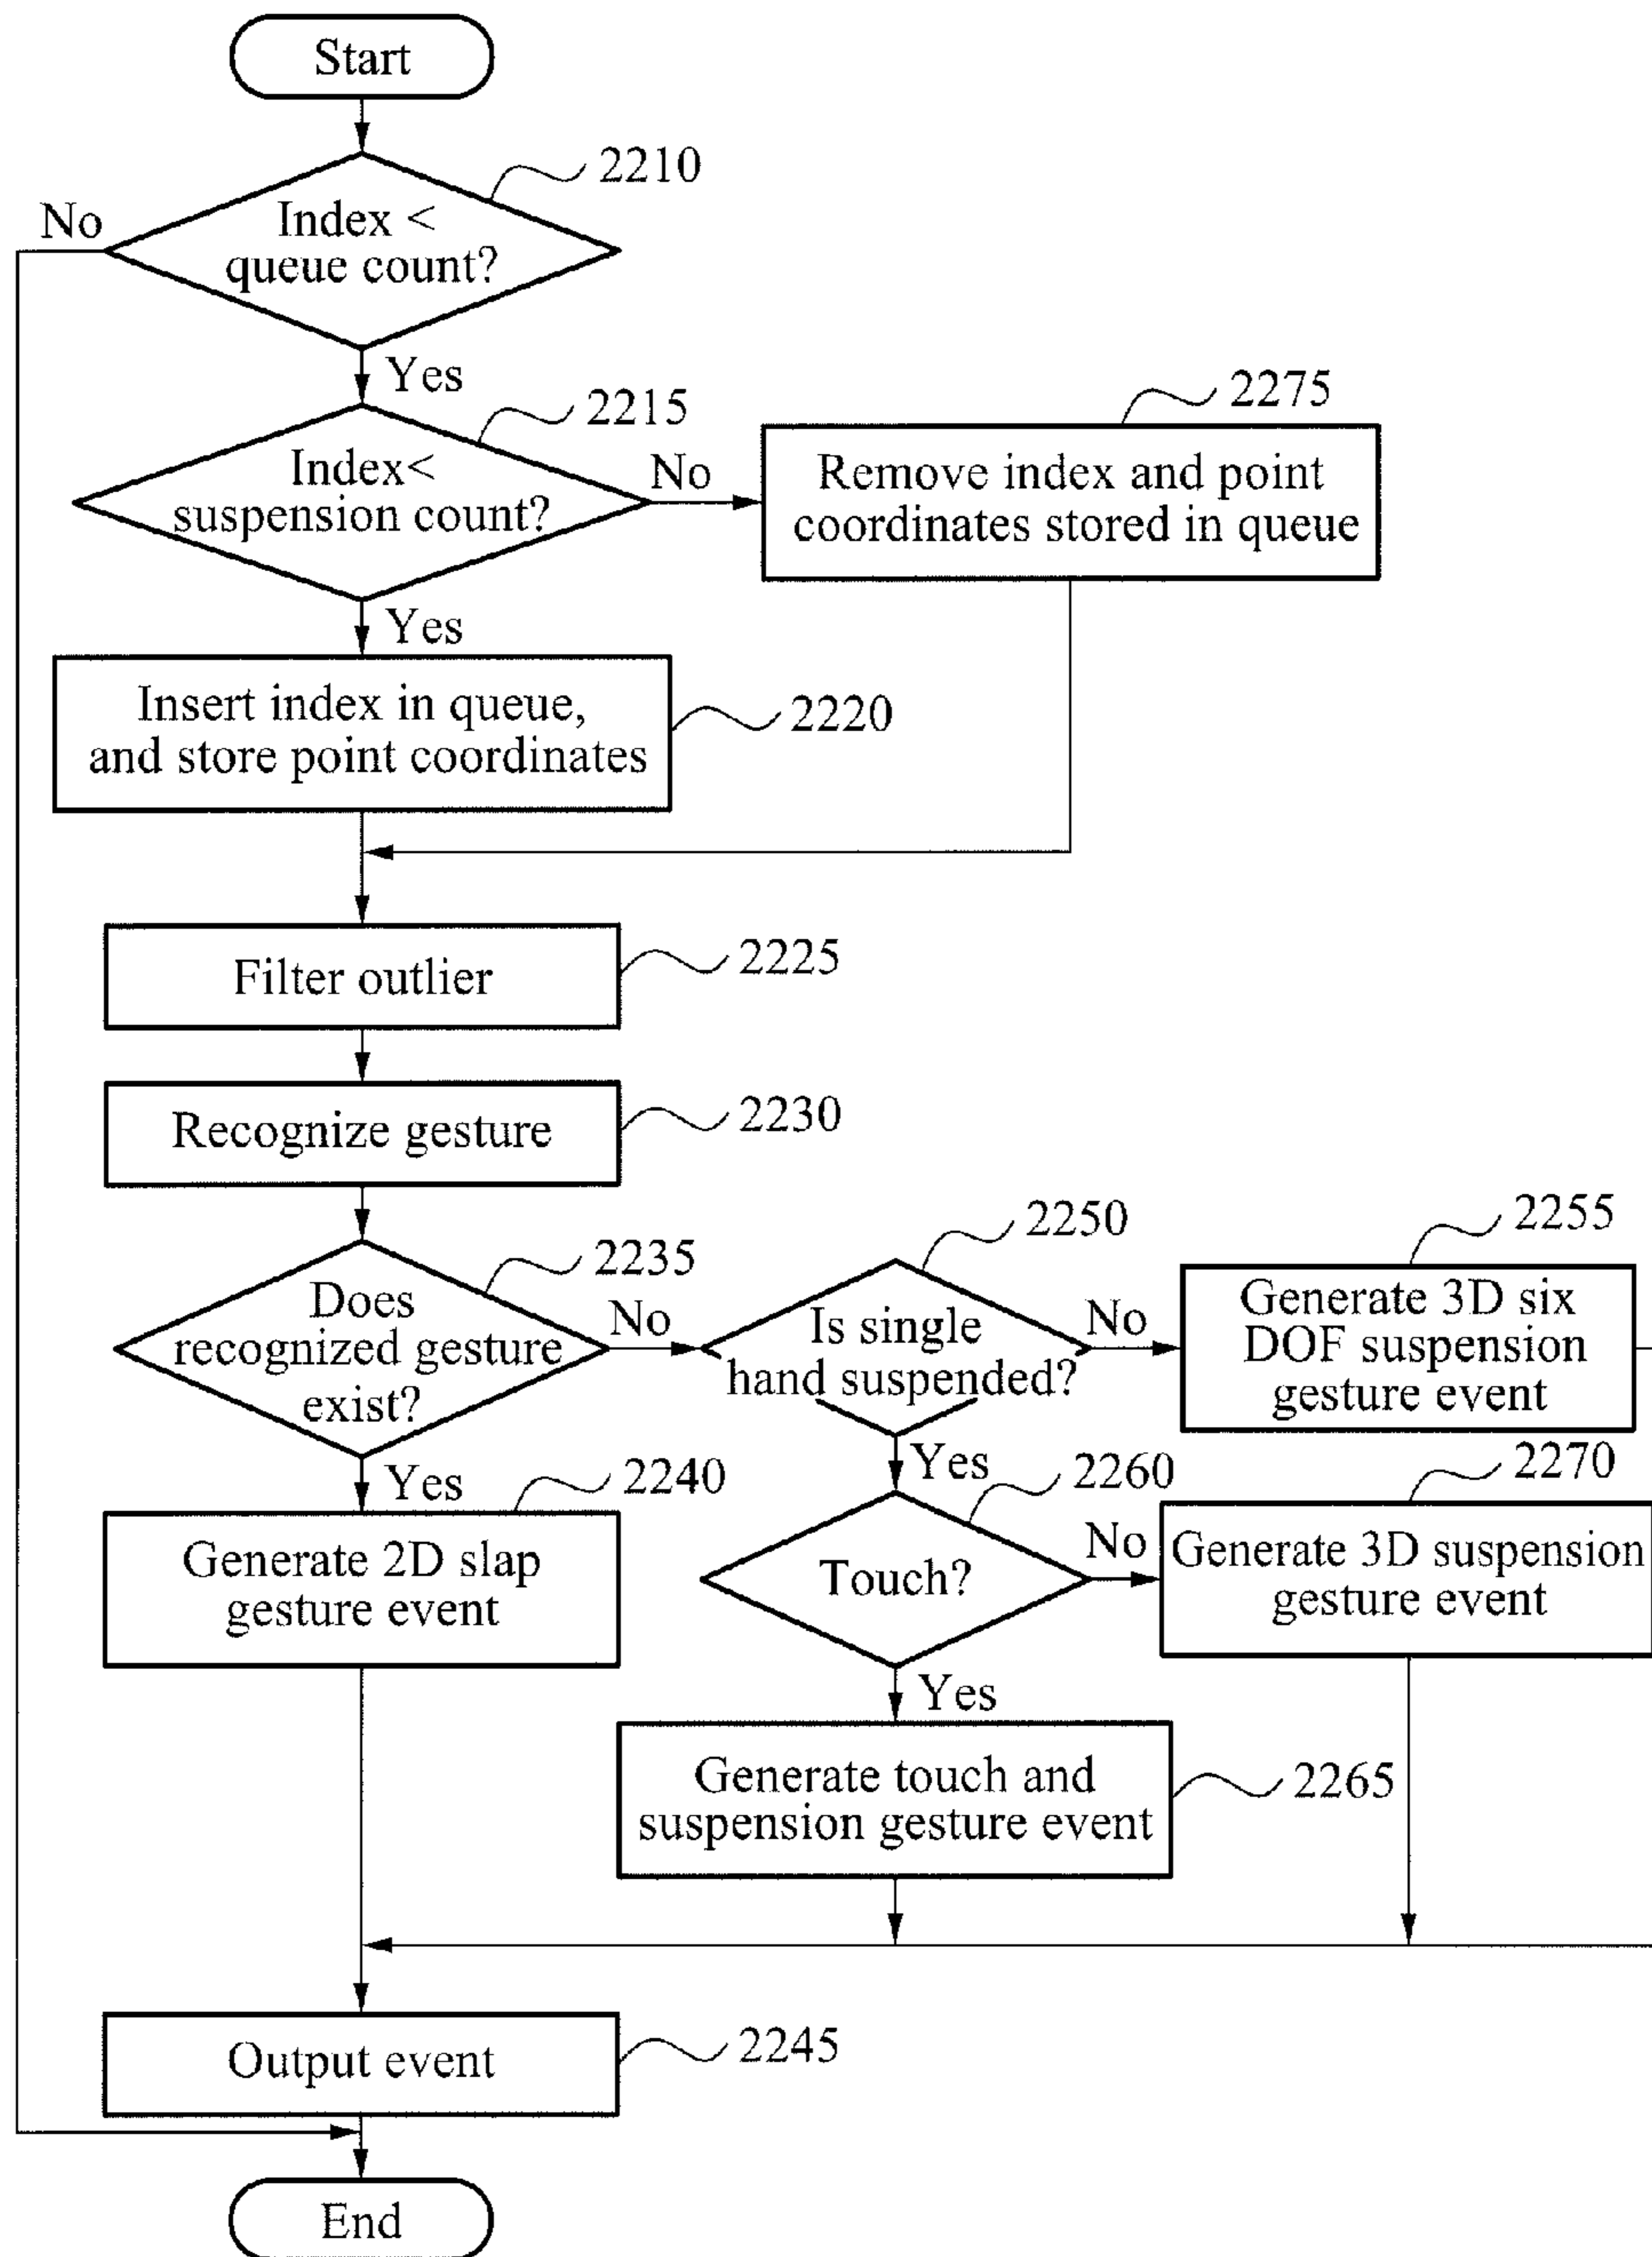 Start
2210
No
Index <
queue count?
Yes
2215
2275
Index<
suspension count?
No
Remove index and point
coordinates stored in queue
Yes
Insert index in queue,
and store point coordinates
2220
Filter outlier
2225
Recognize gesture
2230
2235
2250
2255
Does
recognized gesture
exist?
No
Is single
hand suspended?
No
Generate 3D six
DOF suspension
gesture event
Yes
2240
Yes
2260
2270
Generate 2D slap
gesture event
Touch?
No
Generate 3D suspension
gesture event
Yes
Generate touch and
suspension gesture event
2265
Output event
2245
End